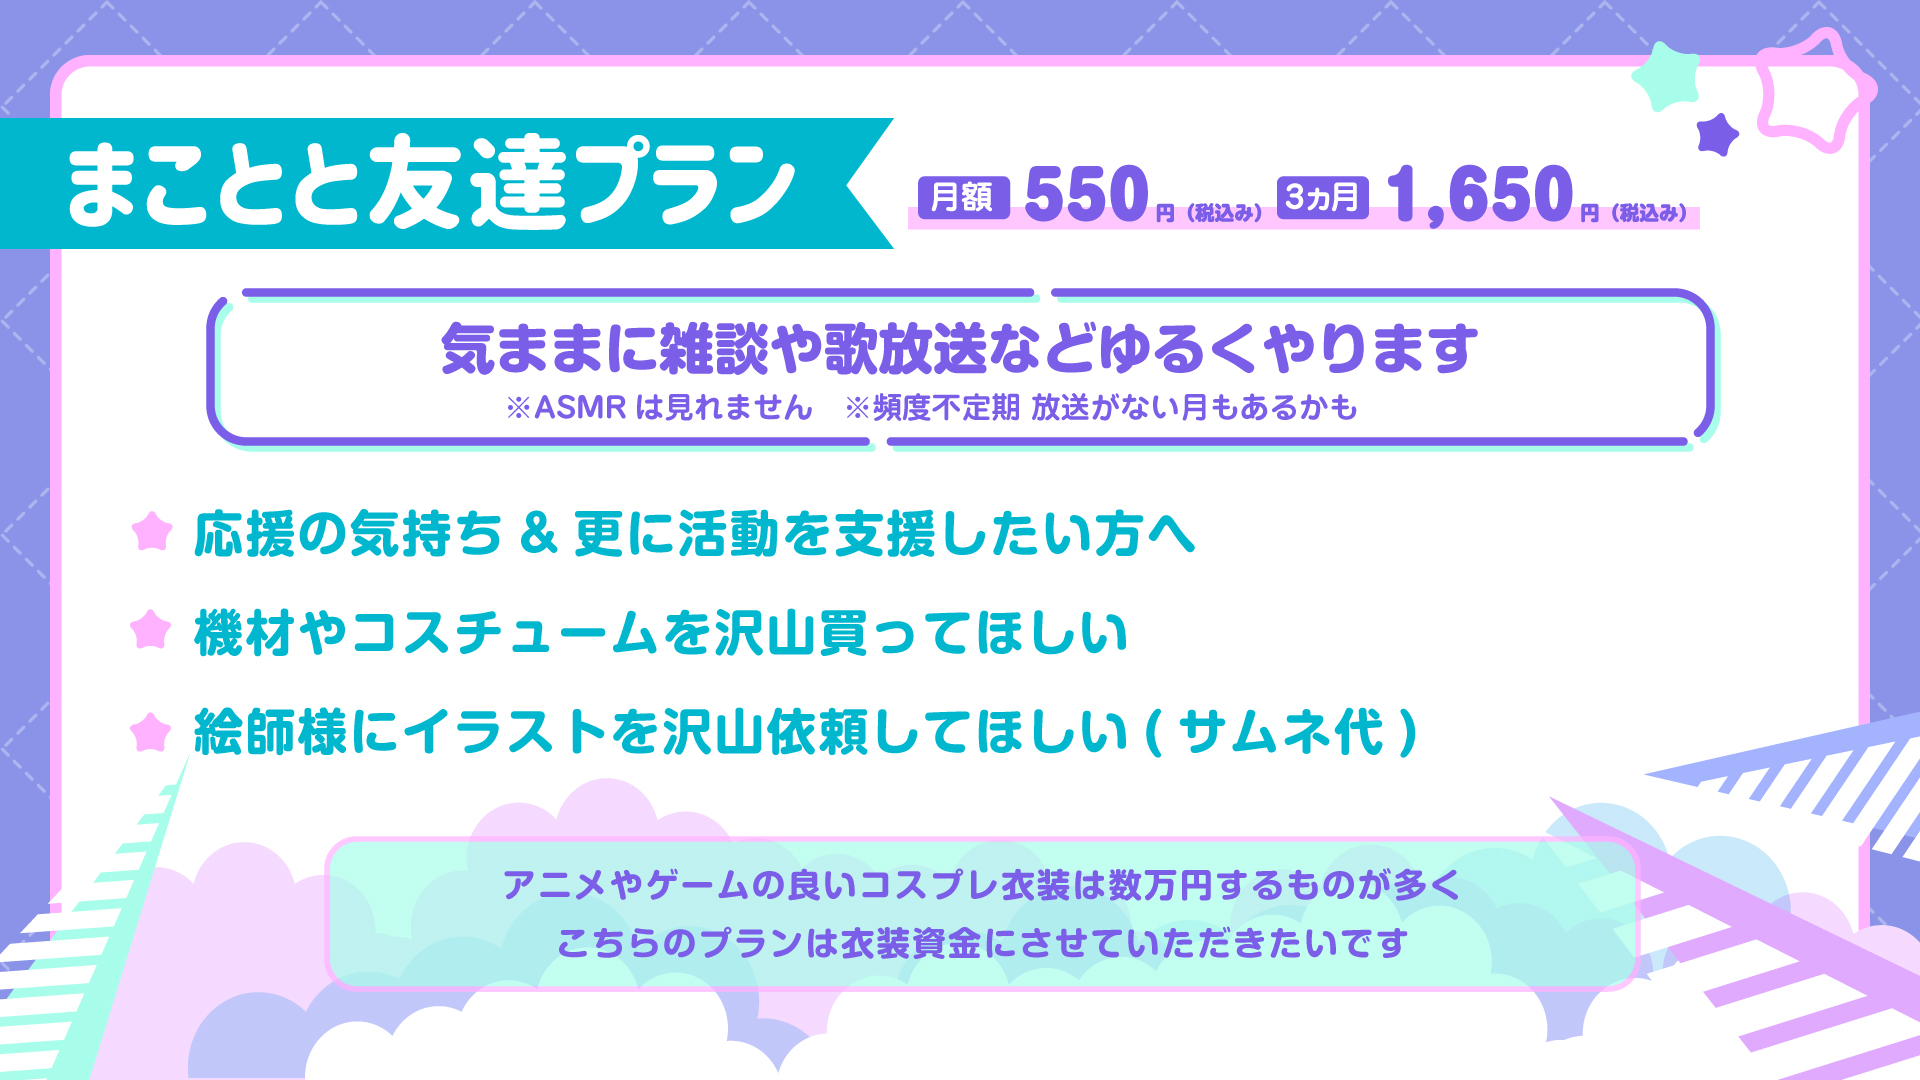 まことと友達プラン
月額 550円（税込み） 3ヵ月 1,650円（税込み）
気ままに雑談や歌放送などゆるくやります
※ASMRは見れません　※頻度不定期 放送がない月もあるかも
応援の気持ち & 更に活動を支援したい方へ
機材やコスチュームを沢山買ってほしい
絵師様にイラストを沢山依頼してほしい ( サムネ代 )
アニメやゲームの良いコスプレ衣装は数万円するものが多く
こちらのプランは衣装資金にさせていただきたいです